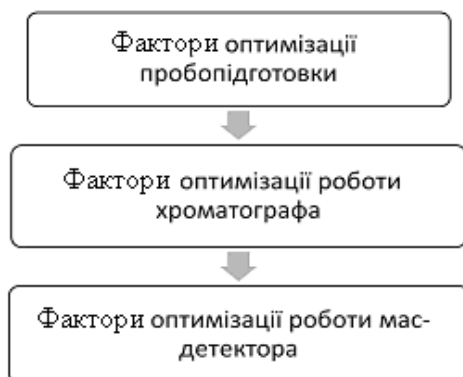 Фактори оптимізації
пробопідготовки
Фактори оптимізації роботи
хроматографа
Фактори оптимізації роботи мас-
детектора